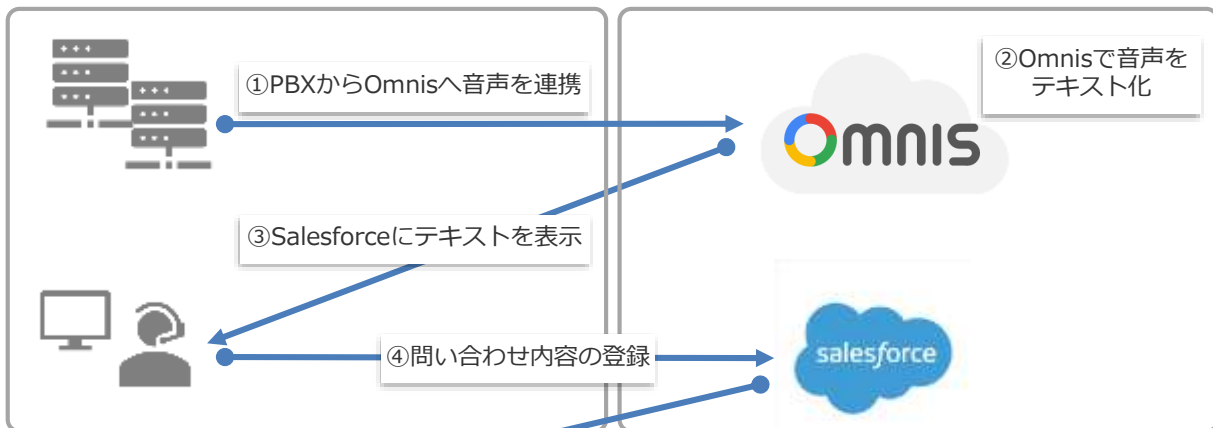 ①PBXからOmnisへ音声を連携
②Omnisで音声を
テキスト化
Omnis
③Salesforceにテキストを表示
④問い合わせ内容の登録
salesforce